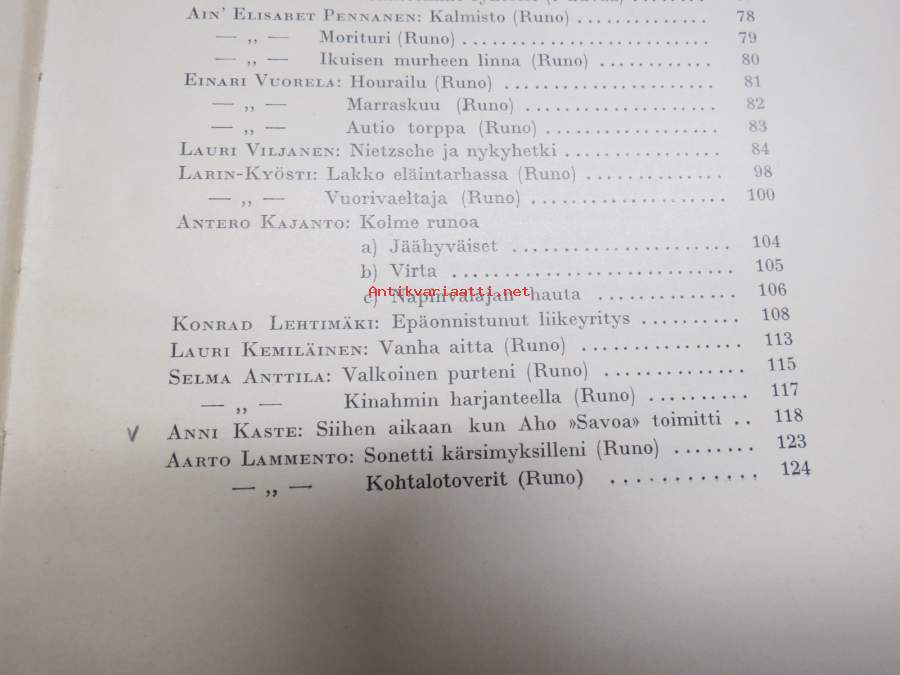 AIN' ELISABET PENNANEN: Kalmisto (Runo) ............. 78
— „ — Morituri (Runo) ......................... 79
— „ — Ikuisen murheen linna (Runo) ........... 80
EINARI VUORELA: Hourailu (Runo) ..................... 81
— „ — Marraskuu (Runo) ................... 82
— „ — Autio torppa (Runo) ................. 83
LAURI VILJANEN: Nietzsche ja nykyhetki ............... 84
LARIN-KYÖSTI: Lakko eläintarhassa (Runo) ............. 98
— „ — Vuorivaeltaja (Runo) ................... 100
ANTERO KAJANTO: Kolme runoa
a) Jäähyväiset ...................... 104
b) Virta ............................ 105
Antikvariaatti.net
c) hauta ............. 106
KONRAD LEHTIMÄKI: Epäonnistunut liikeyritys .......... 108
LAURI KEMILÄINEN: Vanha aitta (Runo) ................ 113
SELMA ANTTILA: Valkoinen purteni (Runo) .............. 115
— „ — Kinahmin harjanteella (Runo) .......... 117
ANNI KASTE: Siihen aikaan kun Aho »Savoa» toimitti .. 118
AARTO LAMMENTO: Sonetti kärsimyksilleni (Runo) ........ 123
— „ — Kohtalotoverit (Runo) ............. 124